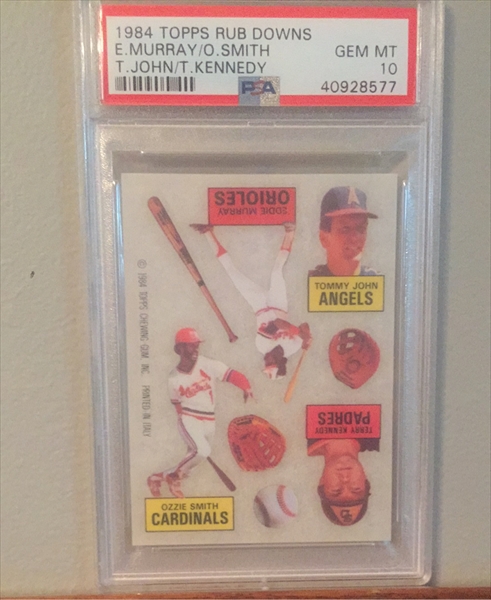 1984 TOPPS RUB DOWNS
E.MURRAY/O.SMITH GEM MT
T.JOHN/T.KENNEDY 10
PSA 40928577
EDDIE MURRAY
ORIOLES
TOMMY JOHN
ANGELS
© 1984 TOPPS CHEWING GUM, INC. PRINTED IN ITALY
TERRY KENNEDY
PADRES
OZZIE SMITH
CARDINALS